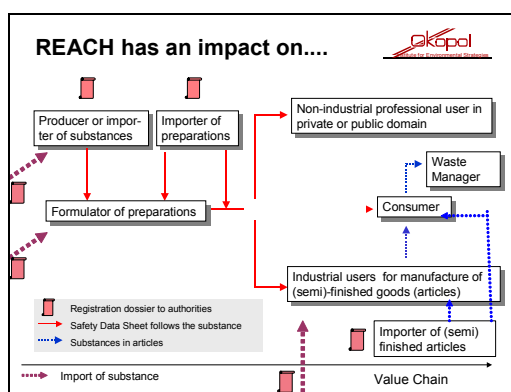 REACH has an impact on....
Ökopol
Institute for Environmental Strategies
Producer or impor-
ter of substances
Importer of
preparations
Non-industrial professional user in
private or public domain
Waste
Manager
Formulator of preparations
Consumer
Industrial users for manufacture of
(semi)-finished goods (articles)
Registration dossier to authorities
Safety Data Sheet follows the substance
Substances in articles
Importer of (semi)
finished articles
Import of substance
Value Chain